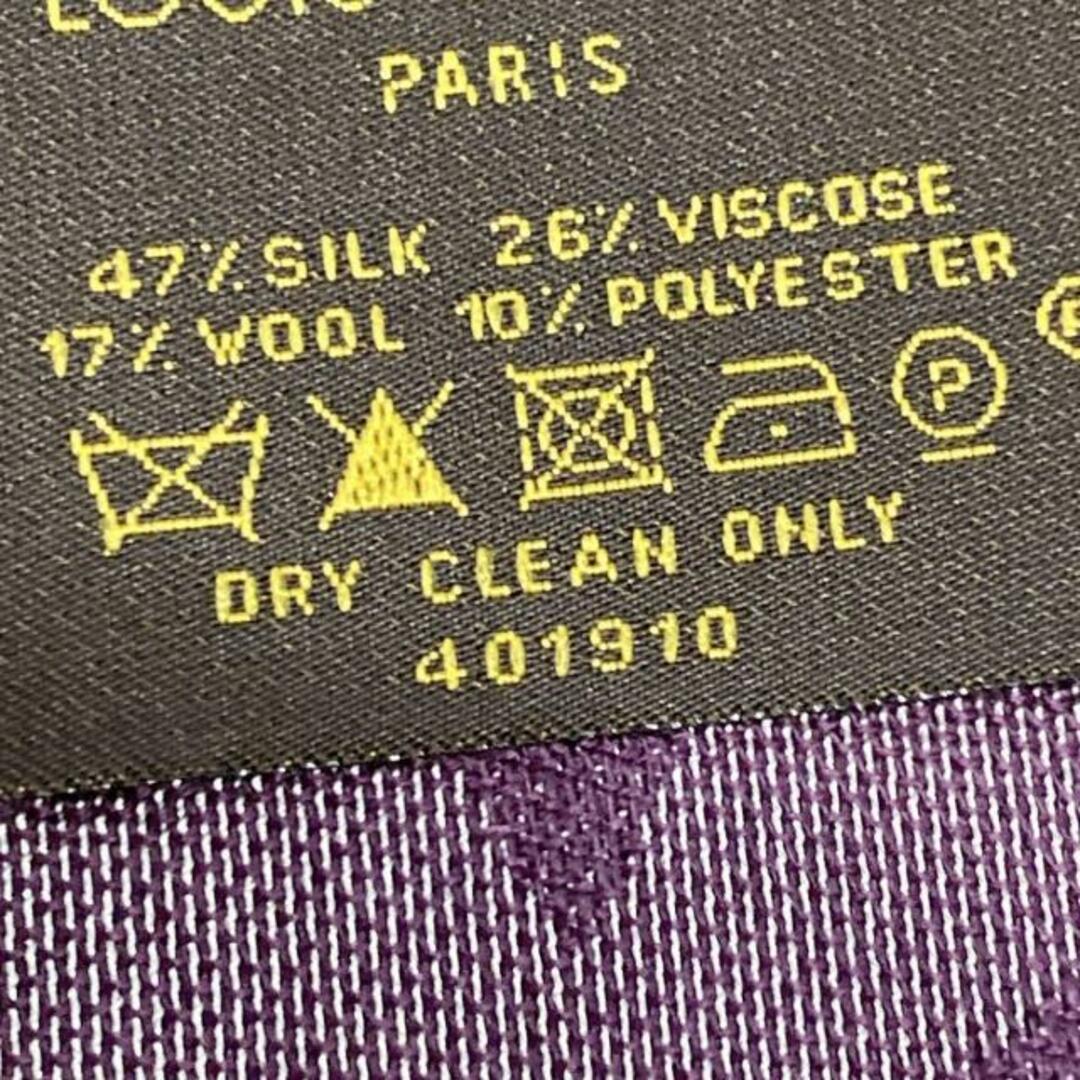 PARIS
47% SILK 26% VISCOSE
17% WOOL 10% POLYESTER
P
DRY CLEAN ONLY
401910